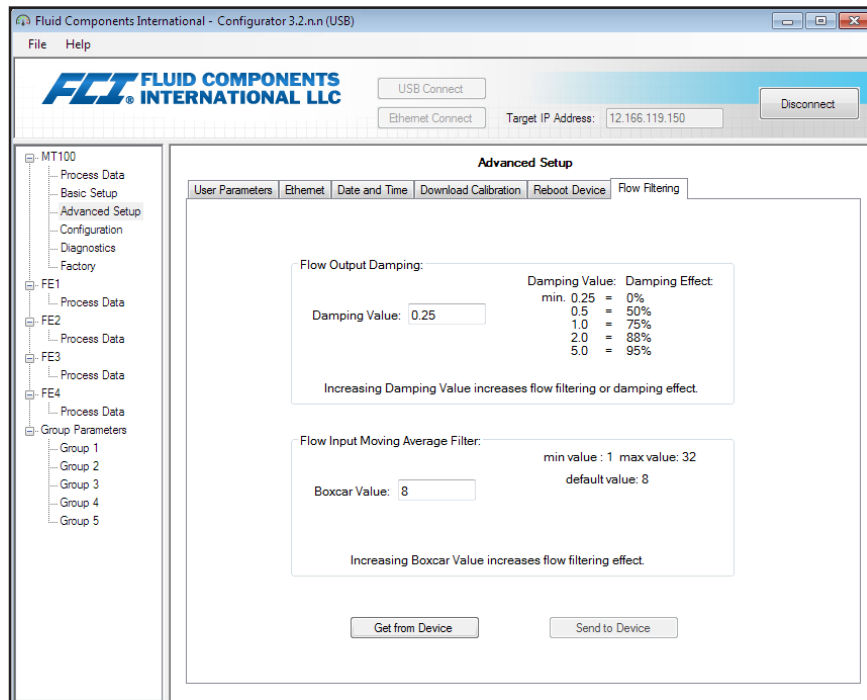 Fluid Components International - Configurator 3.2.n.n (USB)
File Help
FCI® FLUID COMPONENTS
INTERNATIONAL LLC
USB Connect
Ethernet Connect
Target IP Address: 12.166.119.150
Disconnect
MT100
Process Data
Basic Setup
Advanced Setup
Configuration
Diagnostics
Factory
FE1
Process Data
FE2
Process Data
FE3
Process Data
FE4
Process Data
Group Parameters
Group 1
Group 2
Group 3
Group 4
Group 5
Advanced Setup
User Parameters Ethernet Date and Time Download Calibration Reboot Device Flow Filtering
Flow Output Damping:
Damping Value: 0.25
Damping Value: Damping Effect:
min. 0.25 = 0%
0.5 = 50%
1.0 = 75%
2.0 = 88%
5.0 = 95%
Increasing Damping Value increases flow filtering or damping effect.
Flow Input Moving Average Filter:
min value : 1 max value: 32
default value: 8
Boxcar Value: 8
Increasing Boxcar Value increases flow filtering effect.
Get from Device
Send to Device